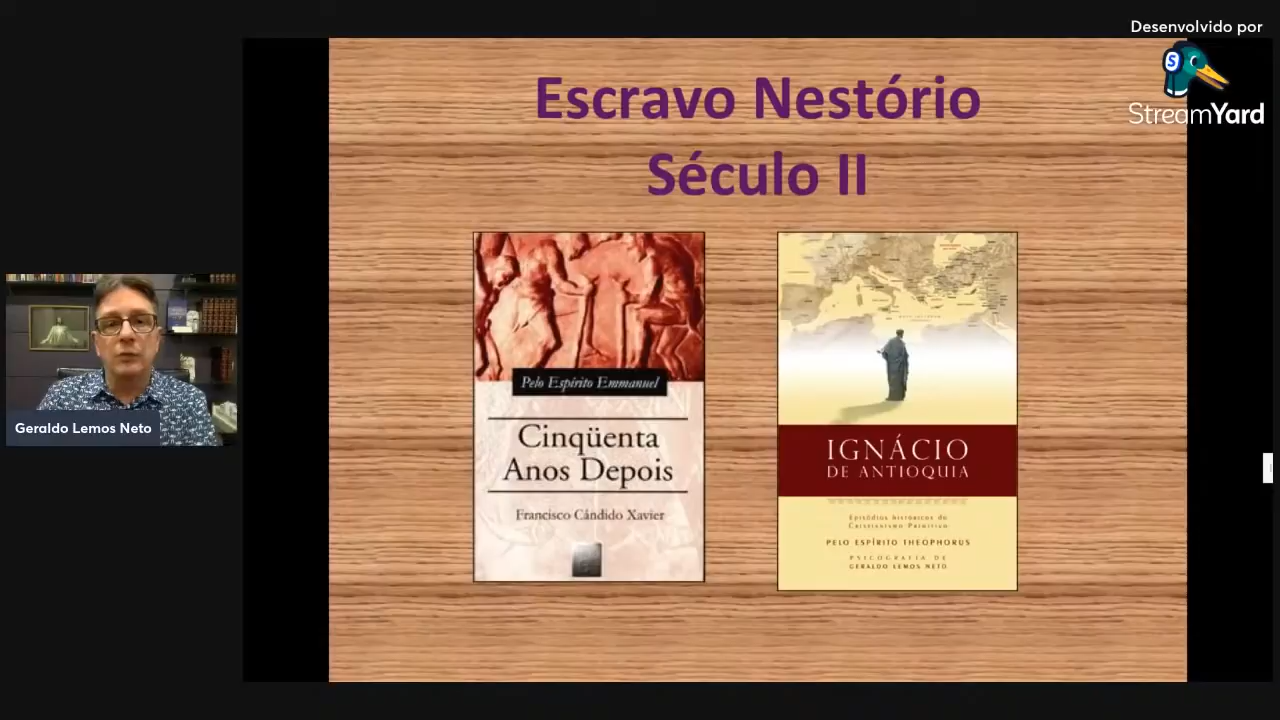 Desenvolvido por
StreamYard
Escravo Nestório
Século II
Pelo Espírito Emmanuel
Cinqüenta
Anos Depois
Francisco Cândido Xavier
IGNÁCIO
DE ANTIOQUIA
Episódios históricos do
Cristianismo Primitivo
PELO ESPÍRITO THEOPHORUS
PSICOGRAFIA DE
GERALDO LEMOS NETO
Geraldo Lemos Neto